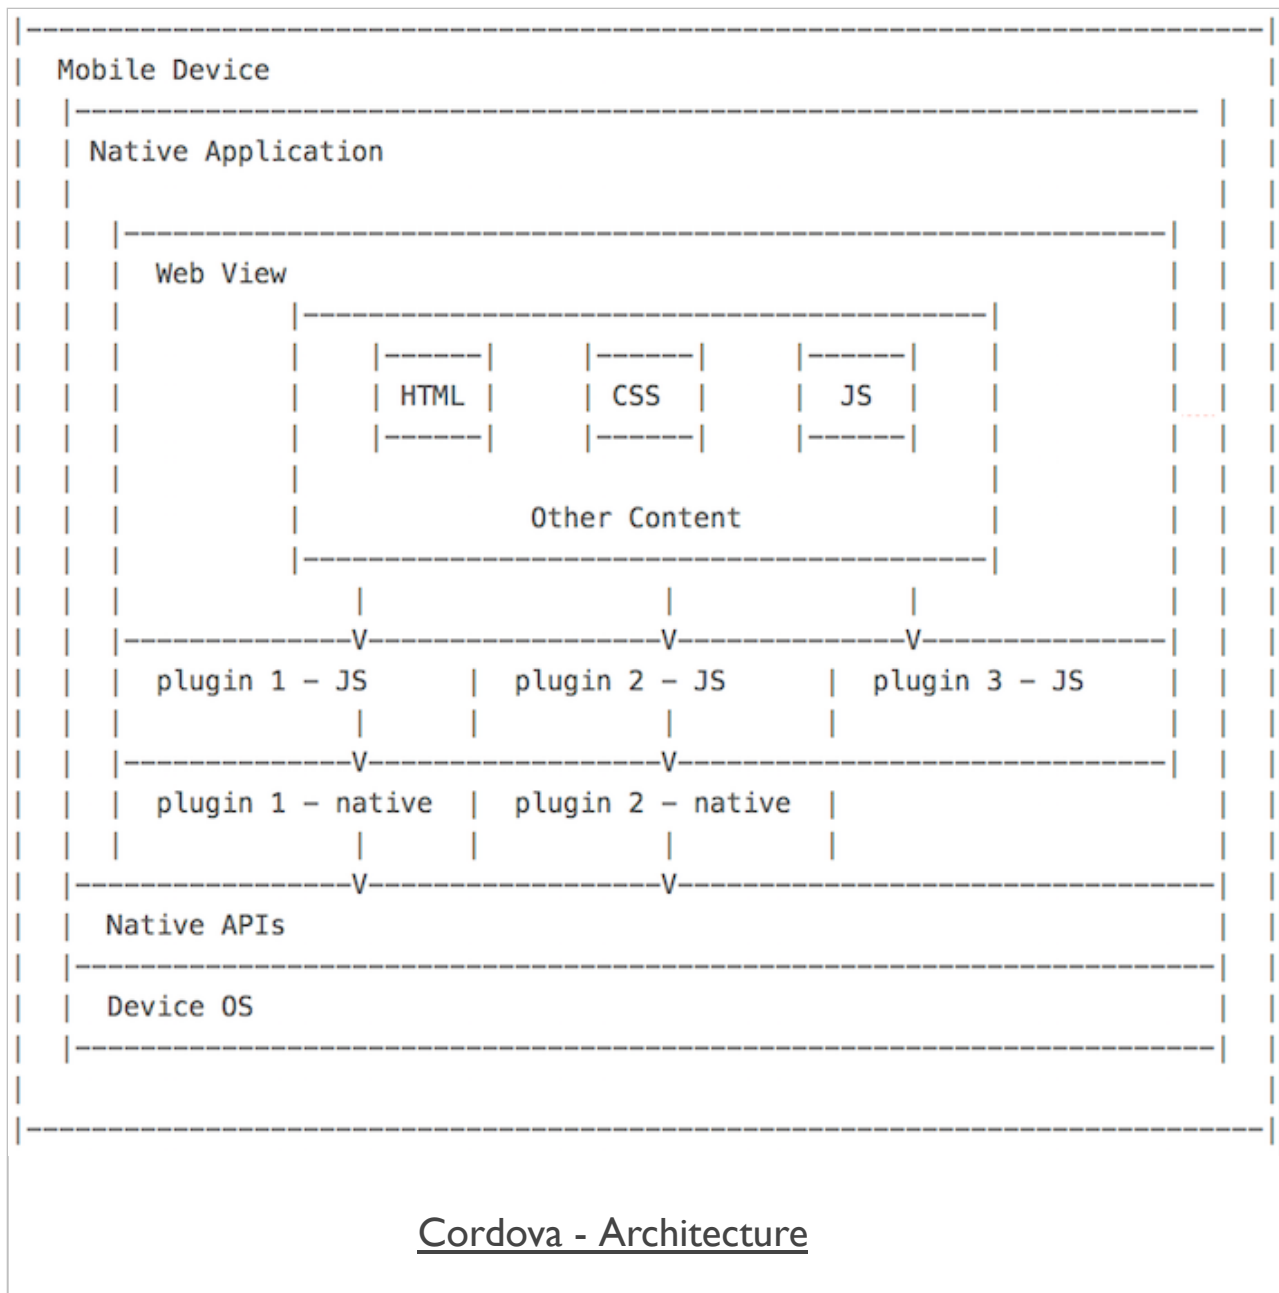 Mobile Device
Native Application
Web View
HTML CSS JS
Other Content
plugin 1 – JS plugin 2 – JS plugin 3 – JS
plugin 1 – native plugin 2 – native
Native APIs
Device OS
Cordova - Architecture